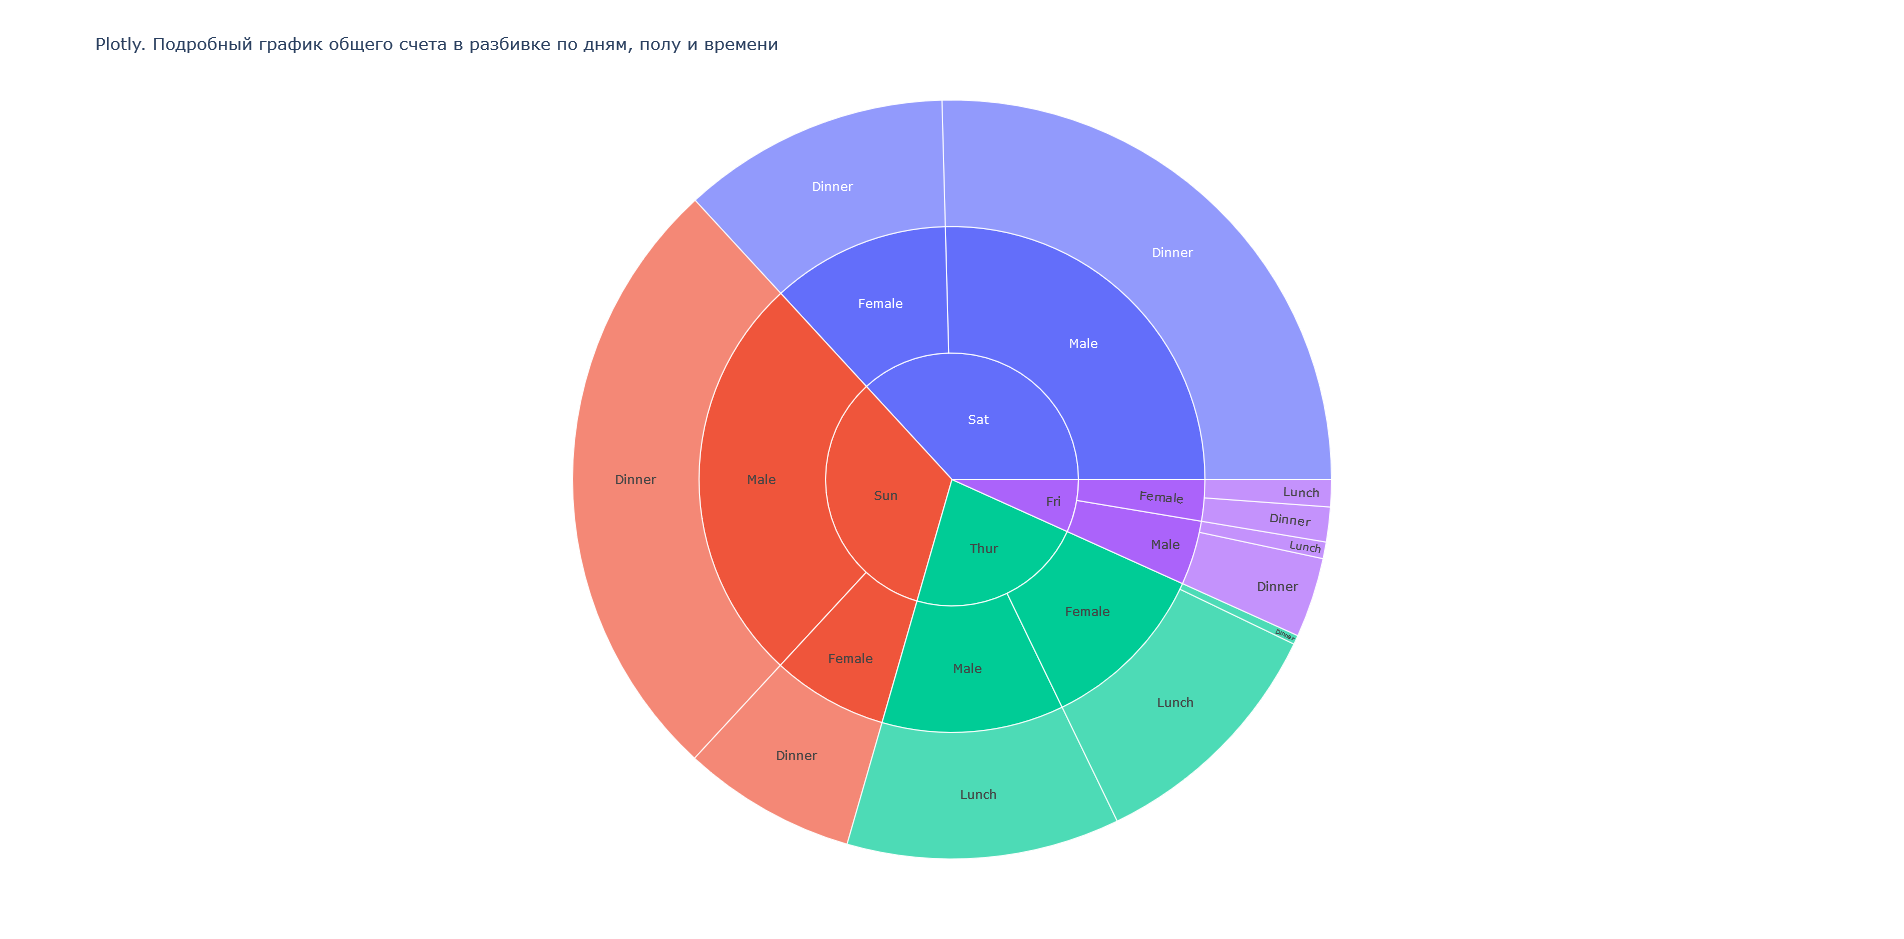 Plotly. Подробный график общего счета в разбивке по дням, полу и времени
Dinner
Dinner
Female
Male
Sat
Dinner
Male
Sun
Fri
Female
Lunch
Dinner
Male
Lunch
Dinner
Thur
Female
Dinner
Female
Male
Lunch
Dinner
Lunch